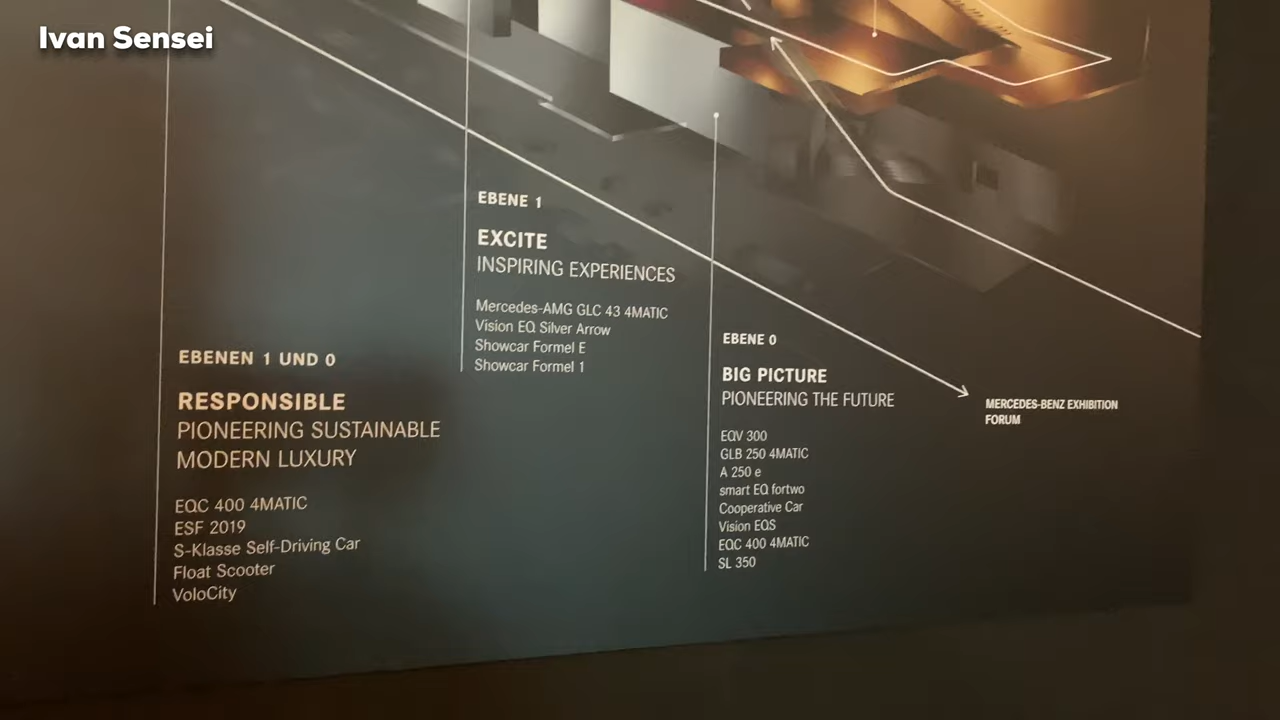 Ivan Sensei
EBENEN 1 UND 0
RESPONSIBLE
PIONEERING SUSTAINABLE
MODERN LUXURY
EQC 400 4MATIC
ESF 2019
S-Klasse Self-Driving Car
Float Scooter
VoloCity
EBENE 1
EXCITE
INSPIRING EXPERIENCES
Mercedes-AMG GLC 43 4MATIC
Vision EQ Silver Arrow
Showcar Formel E
Showcar Formel 1
EBENE 0
BIG PICTURE
PIONEERING THE FUTURE
EQV 300
GLB 250 4MATIC
A 250 e
smart EQ fortwo
Cooperative Car
Vision EQS
EQC 400 4MATIC
SL 350
MERCEDES-BENZ EXHIBITION
FORUM